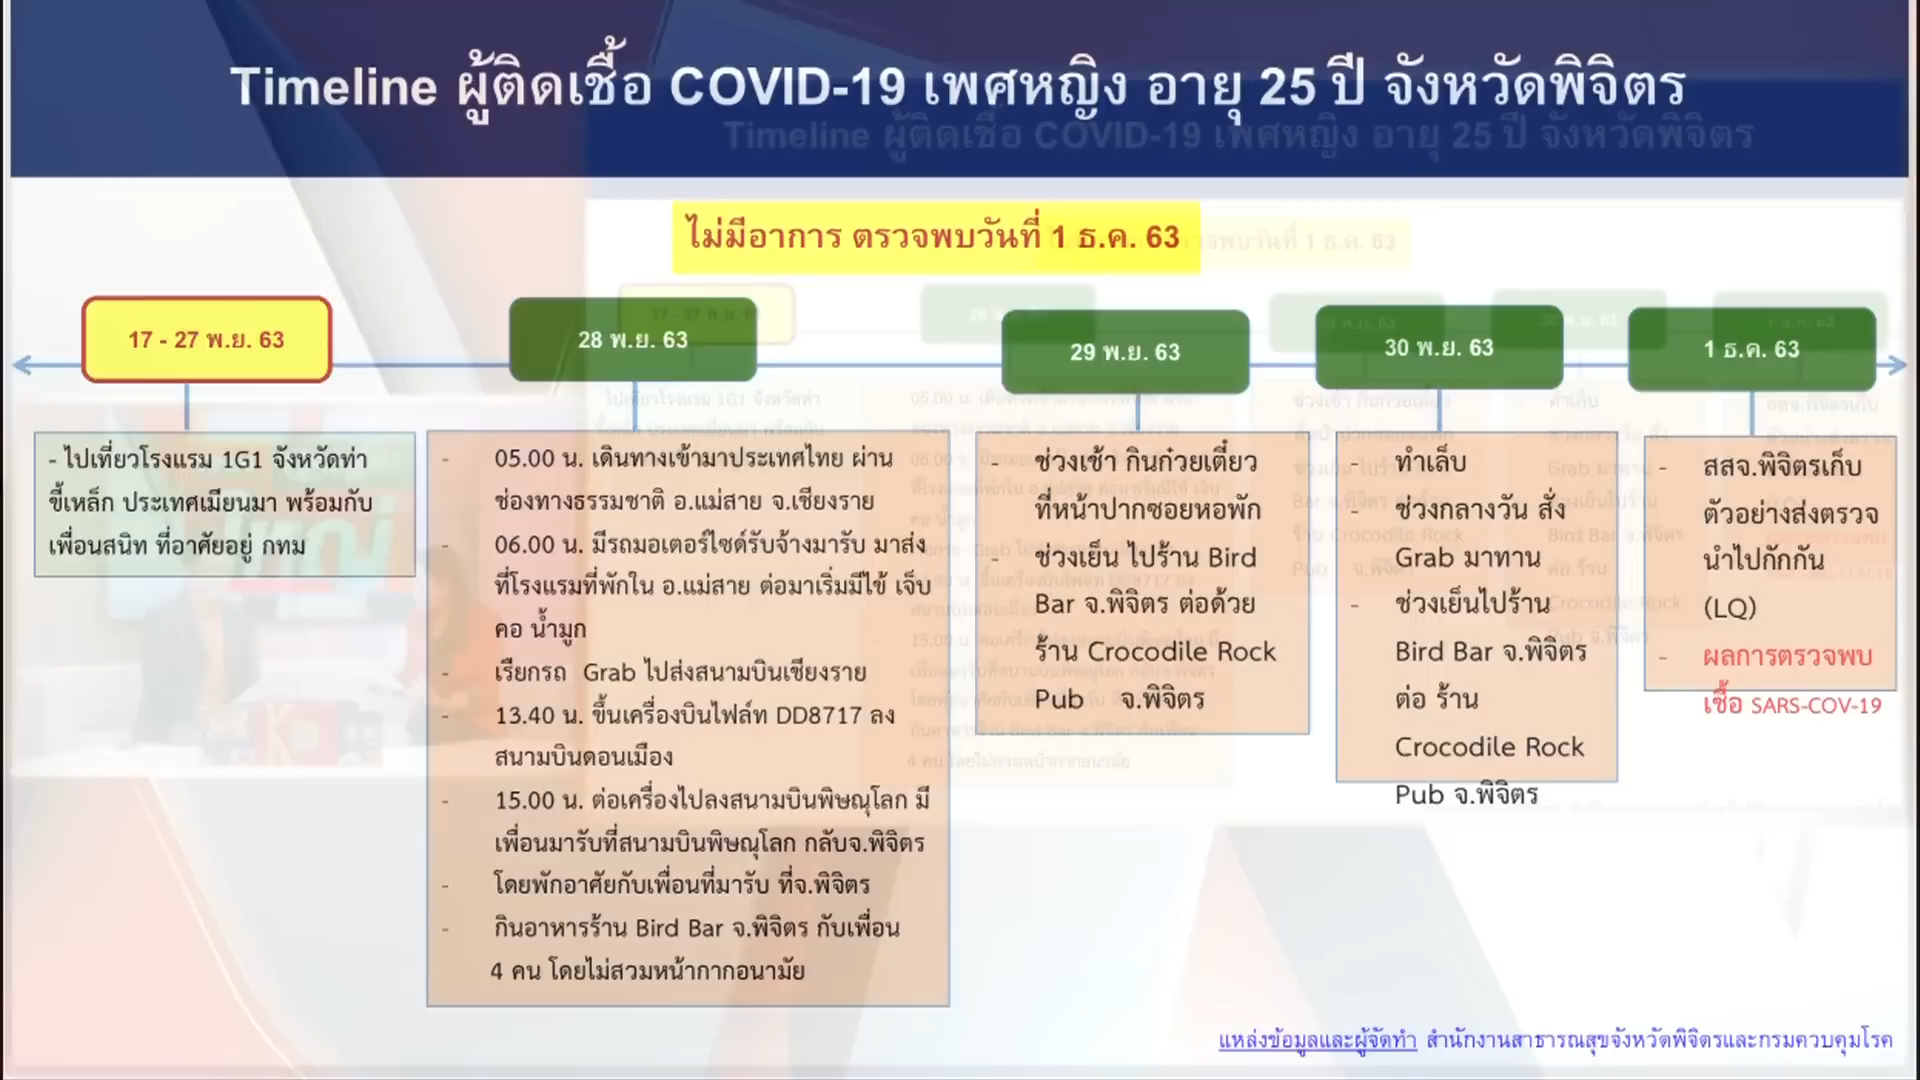 Timeline ผู้ติดเชื้อ COVID-19 เพศหญิง อายุ 25 ปี จังหวัดพิจิตร
ไม่มีอาการ ตรวจพบวันที่ 1 ธ.ค. 63
17 - 27 พ.ย. 63
- ไปเที่ยวโรงแรม 1G1 จังหวัดท่า
ขี้เหล็ก ประเทศเมียนมา พร้อมกับ
เพื่อนสนิท ที่อาศัยอยู่ กทม
28 พ.ย. 63
- 05.00 น. เดินทางเข้ามาประเทศไทย ผ่าน
ช่องทางธรรมชาติ อ.แม่สาย จ.เชียงราย
- 06.00 น. มีรถมอเตอร์ไซด์รับจ้างมารับ มาส่ง
ที่โรงแรมที่พักใน อ.แม่สาย ต่อมาเริ่มมีไข้ เจ็บ
คอ น้ำมูก
- เรียกรถ Grab ไปส่งสนามบินเชียงราย
- 13.40 น. ขึ้นเครื่องบินไฟล์ท DD8717 ลง
สนามบินดอนเมือง
- 15.00 น. ต่อเครื่องไปลงสนามบินพิษณุโลก มี
เพื่อนมารับที่สนามบินพิษณุโลก กลับจ.พิจิตร
- โดยพักอาศัยกับเพื่อนที่มารับ ที่จ.พิจิตร
- กินอาหารร้าน Bird Bar จ.พิจิตร กับเพื่อน
4 คน โดยไม่สวมหน้ากากอนามัย
29 พ.ย. 63
- ช่วงเช้า กินก๋วยเตี๋ยว
ที่หน้าปากซอยหอพัก
- ช่วงเย็น ไปร้าน Bird
Bar จ.พิจิตร ต่อด้วย
ร้าน Crocodile Rock
Pub จ.พิจิตร
30 พ.ย. 63
- ทำเล็บ
- ช่วงกลางวัน สั่ง
Grab มาทาน
- ช่วงเย็นไปร้าน
Bird Bar จ.พิจิตร
ต่อ ร้าน
Crocodile Rock
Pub จ.พิจิตร
1 ธ.ค. 63
- สสจ.พิจิตรเก็บ
ตัวอย่างส่งตรวจ
นำไปกักกัน
(LQ)
- ผลการตรวจพบ
เชื้อ SARS-COV-19
แหล่งข้อมูลและผู้จัดทำ สำนักงานสาธารณสุขจังหวัดพิจิตรและกรมควบคุมโรค